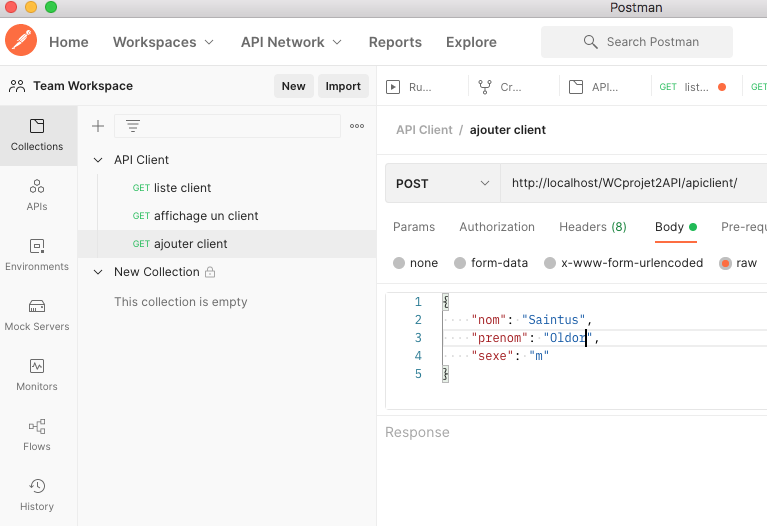 Postman
Home Workspaces API Network Reports Explore Search Postman
Team Workspace New Import
Ru... Cr... API... GET list... GET
Collections
APIs
Environments
Mock Servers
Monitors
Flows
History
API Client
GET liste client
GET affichage un client
GET ajouter client
New Collection
This collection is empty
API Client / ajouter client
POST http://localhost/WCprojet2API/apiclient/
Params Authorization Headers (8) Body Pre-requ
none form-data x-www-form-urlencoded raw
1 {
2 "nom": "Saintus",
3 "prenom": "Oldor",
4 "sexe": "m"
5 }
Response